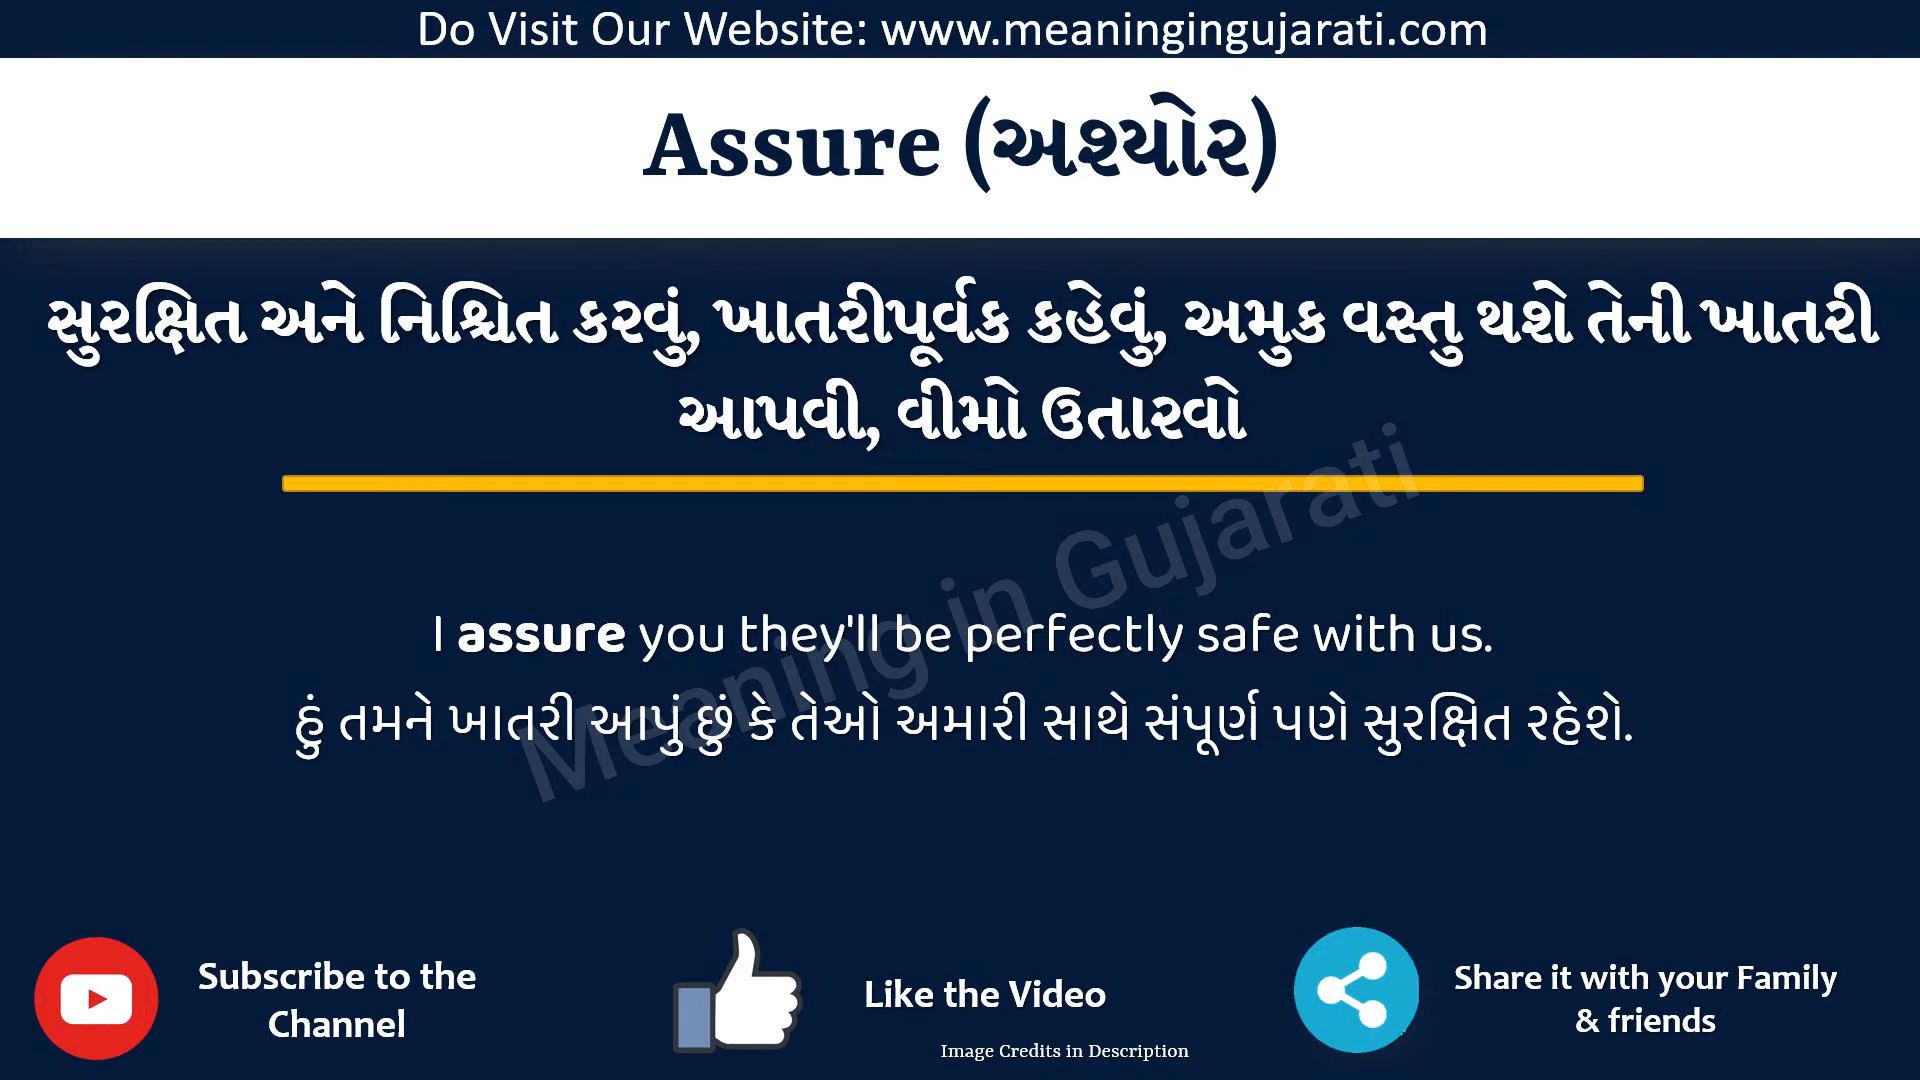 Do Visit Our Website: www.meaningingujarati.com
Assure (અશ્યોર)
સુરક્ષિત અને નિશ્ચિત કરવું, ખાતરીપૂર્વક કહેવું, અમુક વસ્તુ થશે તેની ખાતરી
આપવી, વીમો ઉતારવો
I assure you they'll be perfectly safe with us.
હું તમને ખાતરી આપું છું કે તેઓ અમારી સાથે સંપૂર્ણ પણે સુરક્ષિત રહેશે.
Meaning in Gujarati
Subscribe to the
Channel
Like the Video
Share it with your Family
& friends
Image Credits in Description